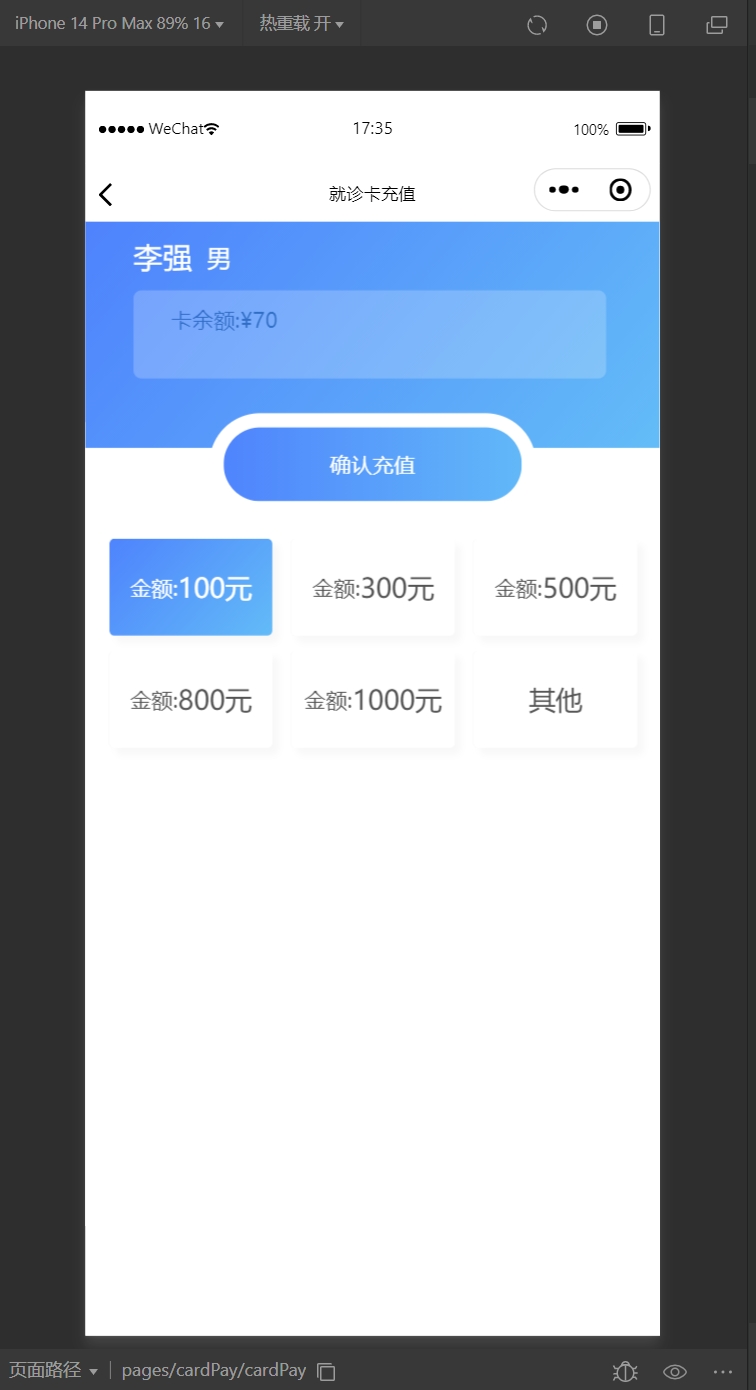 iPhone 14 Pro Max 89% 16 热重载 开
WeChat 17:35 100%
就诊卡充值
李强 男
卡余额:¥70
确认充值
金额:100元 金额:300元 金额:500元
金额:800元 金额:1000元 其他
页面路径 pages/cardPay/cardPay